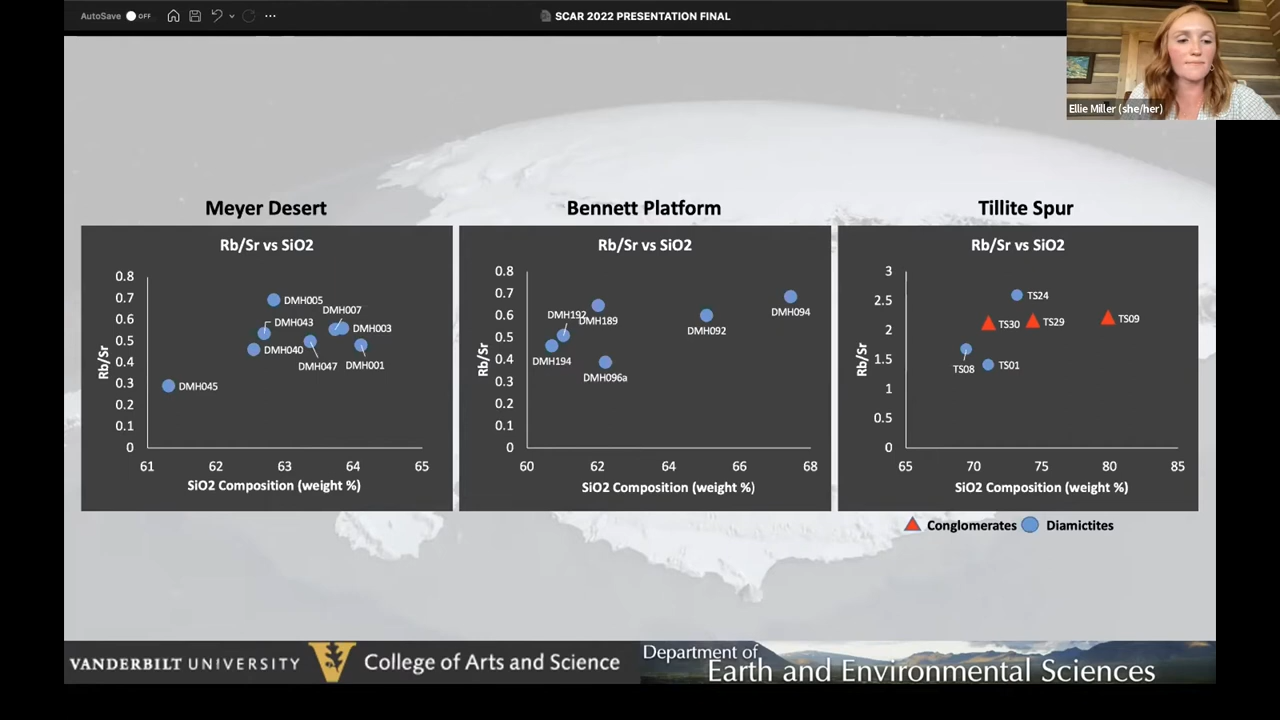 AutoSave OFF
SCAR 2022 PRESENTATION FINAL
Ellie Miller (she/her)
Meyer Desert
Rb/Sr vs SiO2
0.8
0.7
0.6
0.5
0.4
0.3
0.2
0.1
0
Rb/Sr
DMH005
DMH007
DMH043
DMH003
DMH040
DMH047
DMH001
DMH045
61 62 63 64 65
SiO2 Composition (weight %)
Bennett Platform
Rb/Sr vs SiO2
0.8
0.7
0.6
0.5
0.4
0.3
0.2
0.1
0
Rb/Sr
DMH192
DMH189
DMH092
DMH094
DMH194
DMH096a
60 62 64 66 68
SiO2 Composition (weight %)
Tillite Spur
Rb/Sr vs SiO2
3
2.5
2
1.5
1
0.5
0
Rb/Sr
TS24
TS30
TS29
TS09
TS08
TS01
65 70 75 80 85
SiO2 Composition (weight %)
Conglomerates Diamictites
VANDERBILT UNIVERSITY
College of Arts and Science
Department of
Earth and Environmental Sciences